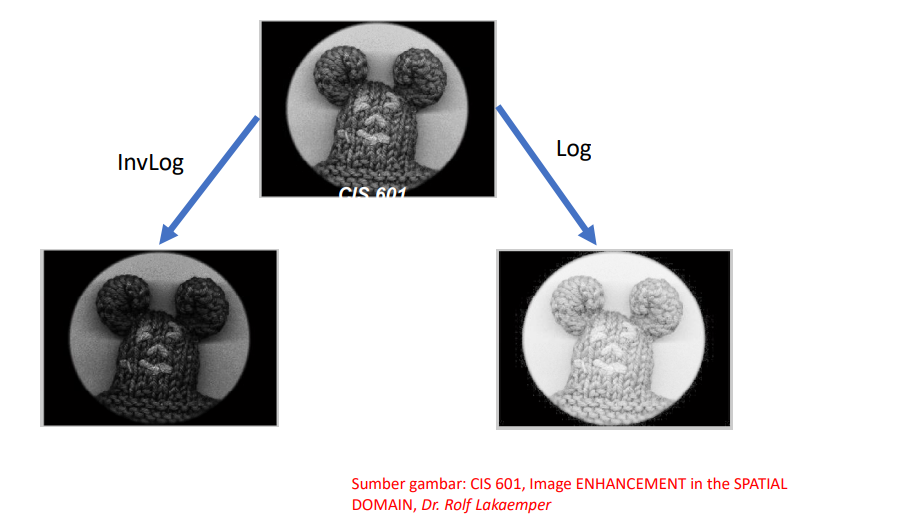 CIS 601
InvLog
Log
Sumber gambar: CIS 601, Image ENHANCEMENT in the SPATIAL
DOMAIN, Dr. Rolf Lakaemper